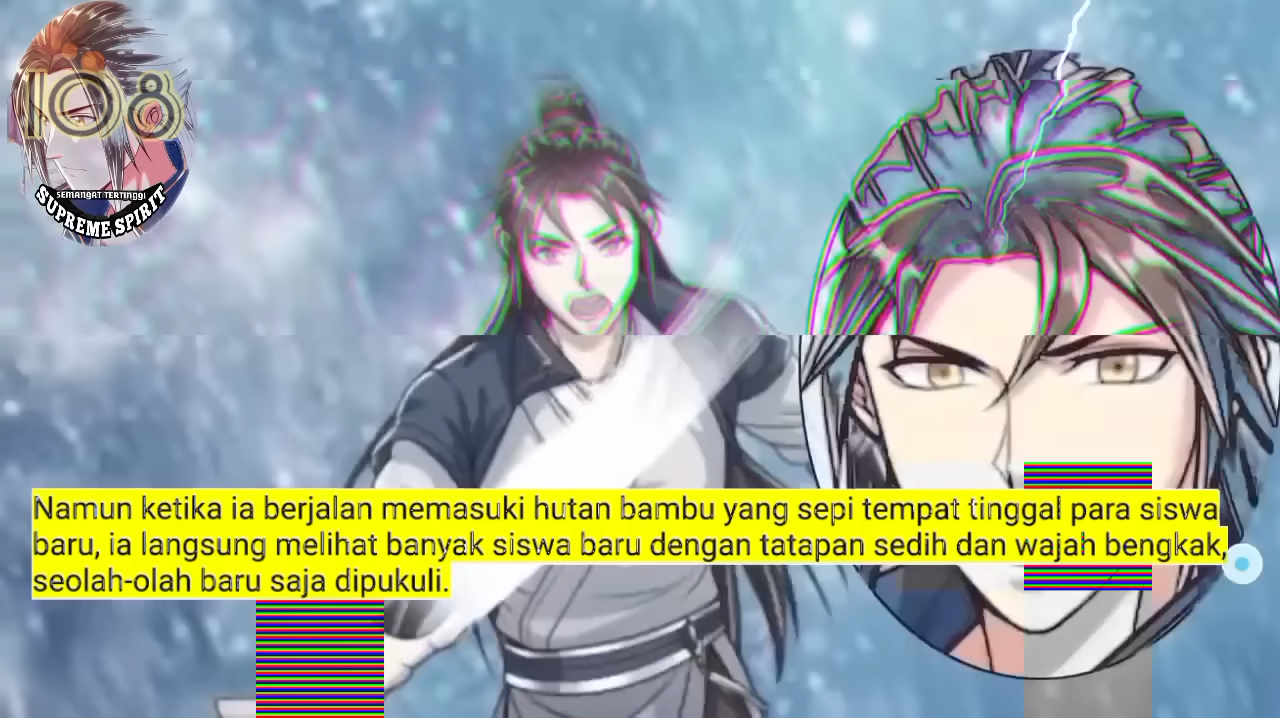 108
SEMANGAT TERTINGGI
SUPREME SPIRIT
Namun ketika ia berjalan memasuki hutan bambu yang sepi tempat tinggal para siswa
baru, ia langsung melihat banyak siswa baru dengan tatapan sedih dan wajah bengkak,
seolah-olah baru saja dipukuli.